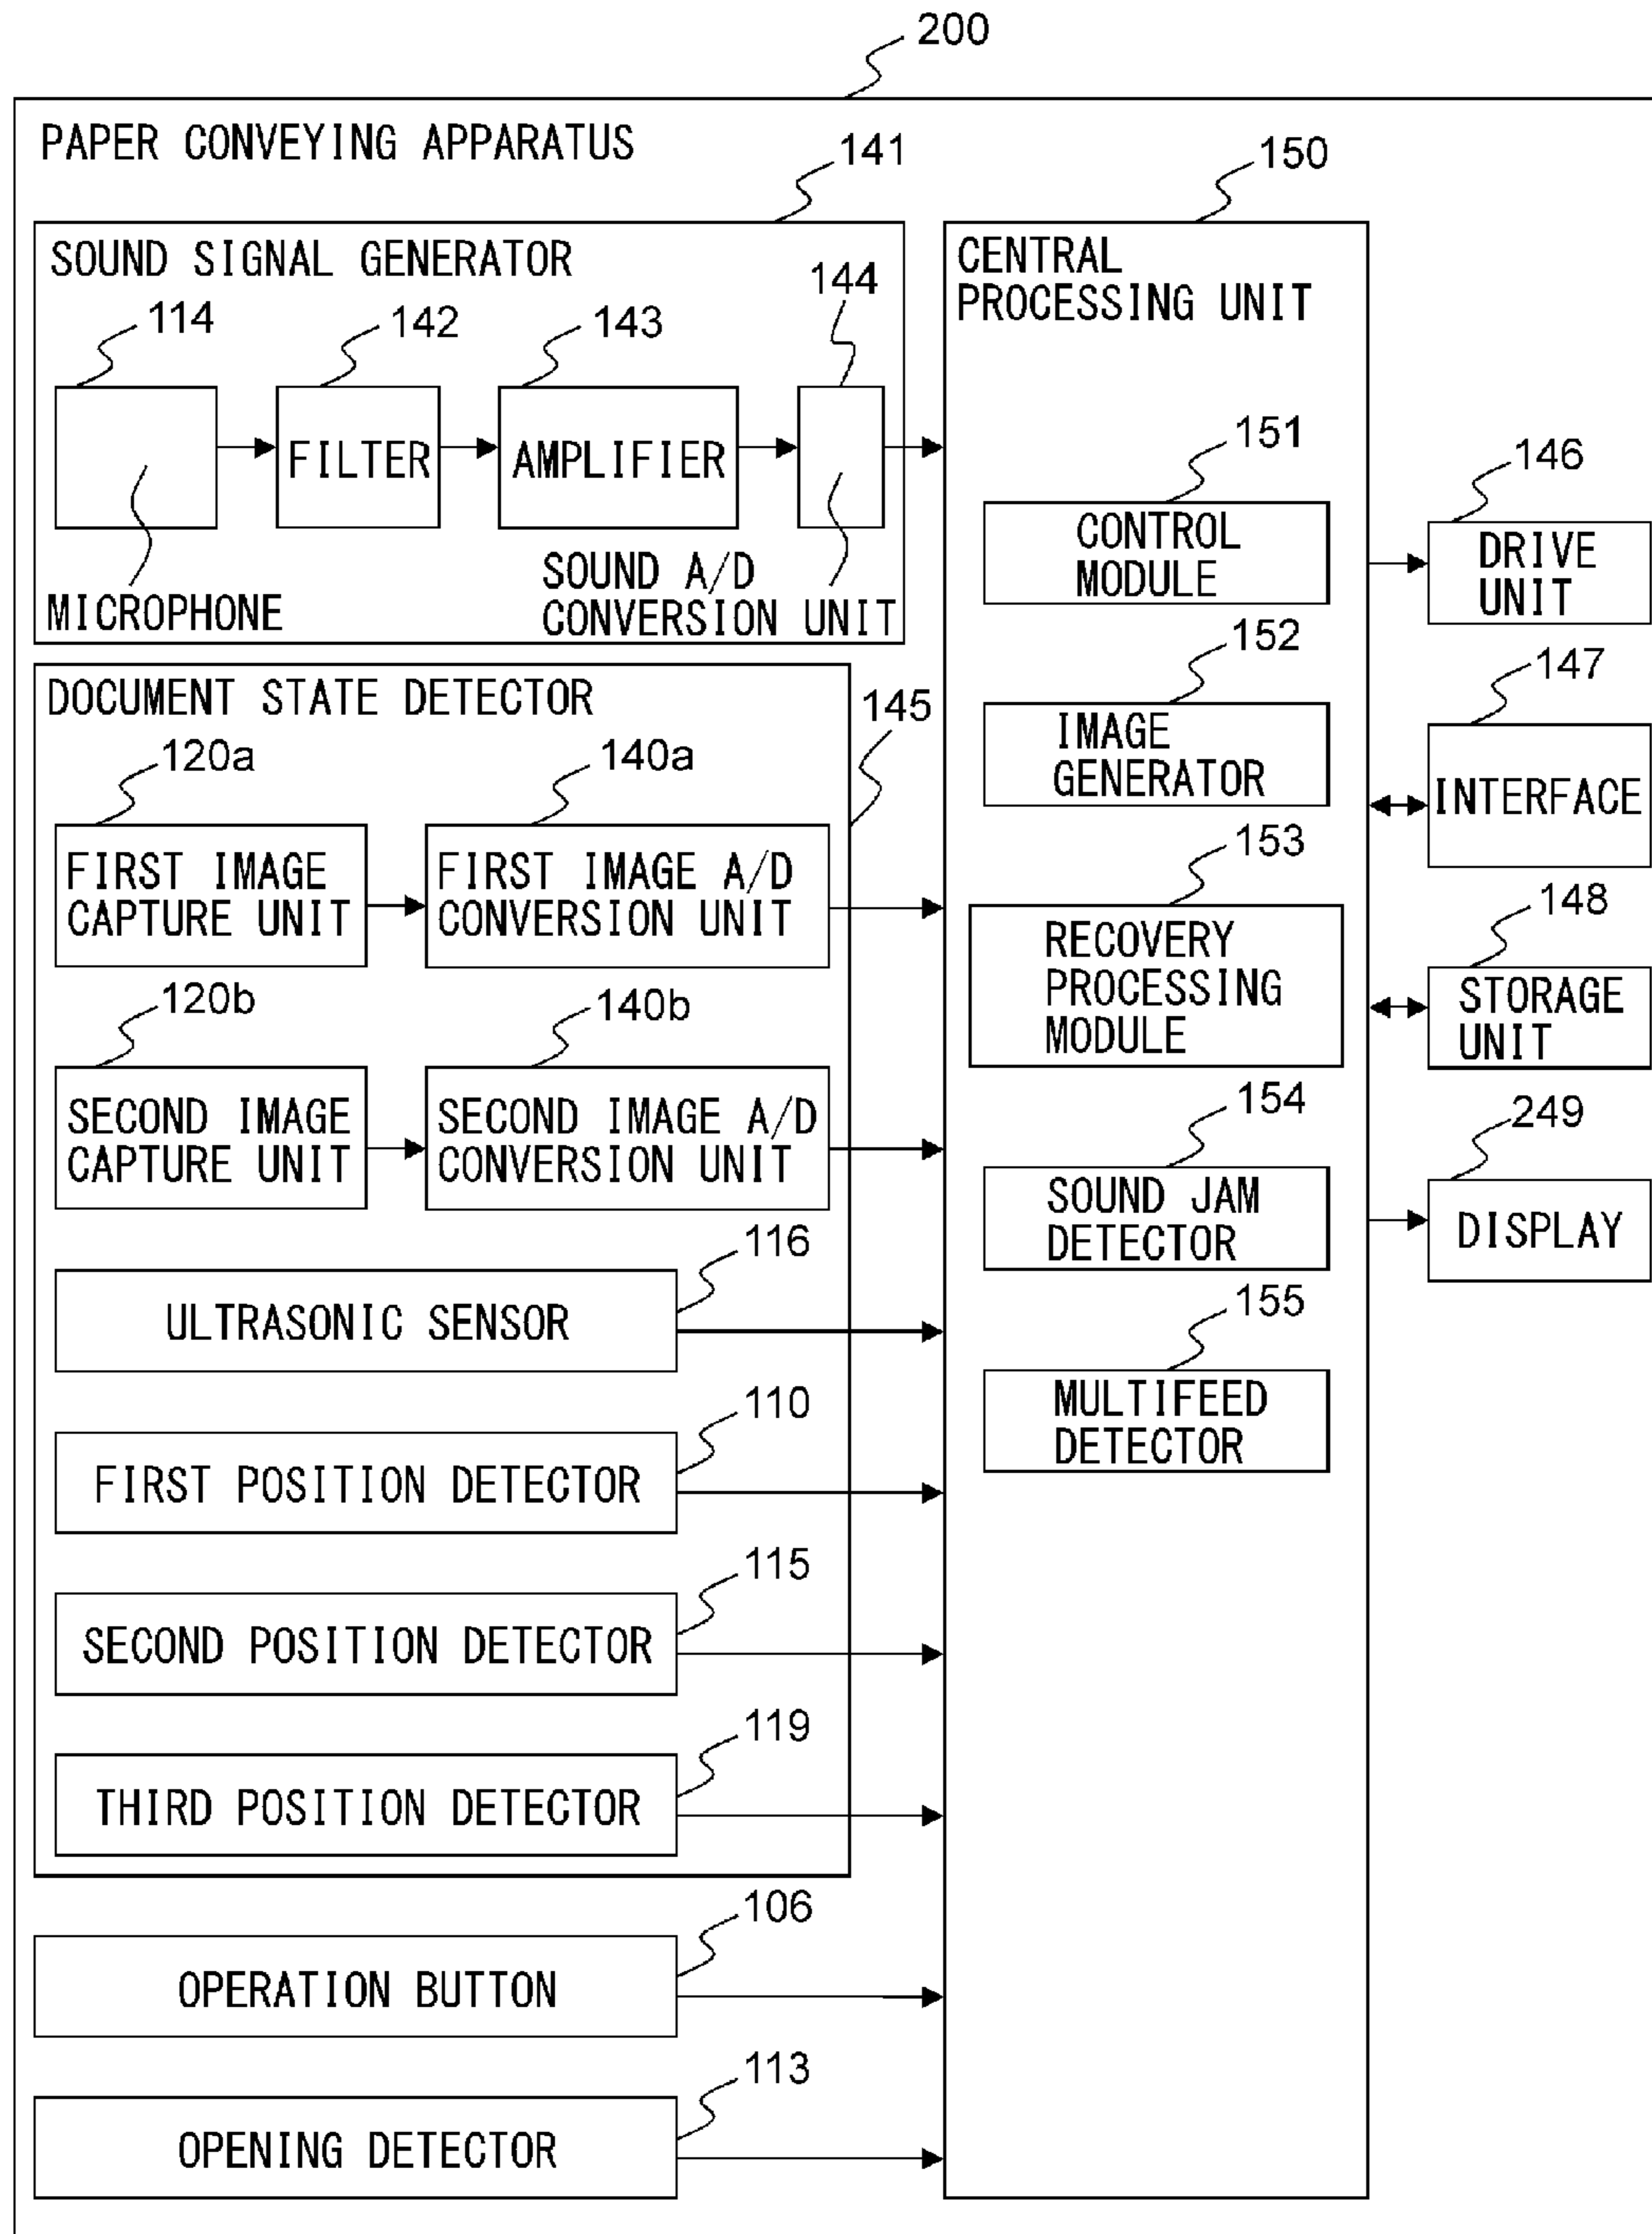 200
PAPER CONVEYING APPARATUS
141
150
SOUND SIGNAL GENERATOR
144
114
142
143
FILTER
AMPLIFIER
MICROPHONE
SOUND A/D
CONVERSION UNIT
CENTRAL
PROCESSING UNIT
151
CONTROL
MODULE
146
DRIVE
UNIT
152
IMAGE
GENERATOR
147
INTERFACE
153
RECOVERY
PROCESSING
MODULE
148
STORAGE
UNIT
154
SOUND JAM
DETECTOR
249
DISPLAY
155
MULTIFEED
DETECTOR
DOCUMENT STATE DETECTOR
145
120a
140a
FIRST IMAGE
CAPTURE UNIT
FIRST IMAGE A/D
CONVERSION UNIT
120b
140b
SECOND IMAGE
CAPTURE UNIT
SECOND IMAGE A/D
CONVERSION UNIT
116
ULTRASONIC SENSOR
110
FIRST POSITION DETECTOR
115
SECOND POSITION DETECTOR
119
THIRD POSITION DETECTOR
106
OPERATION BUTTON
113
OPENING DETECTOR